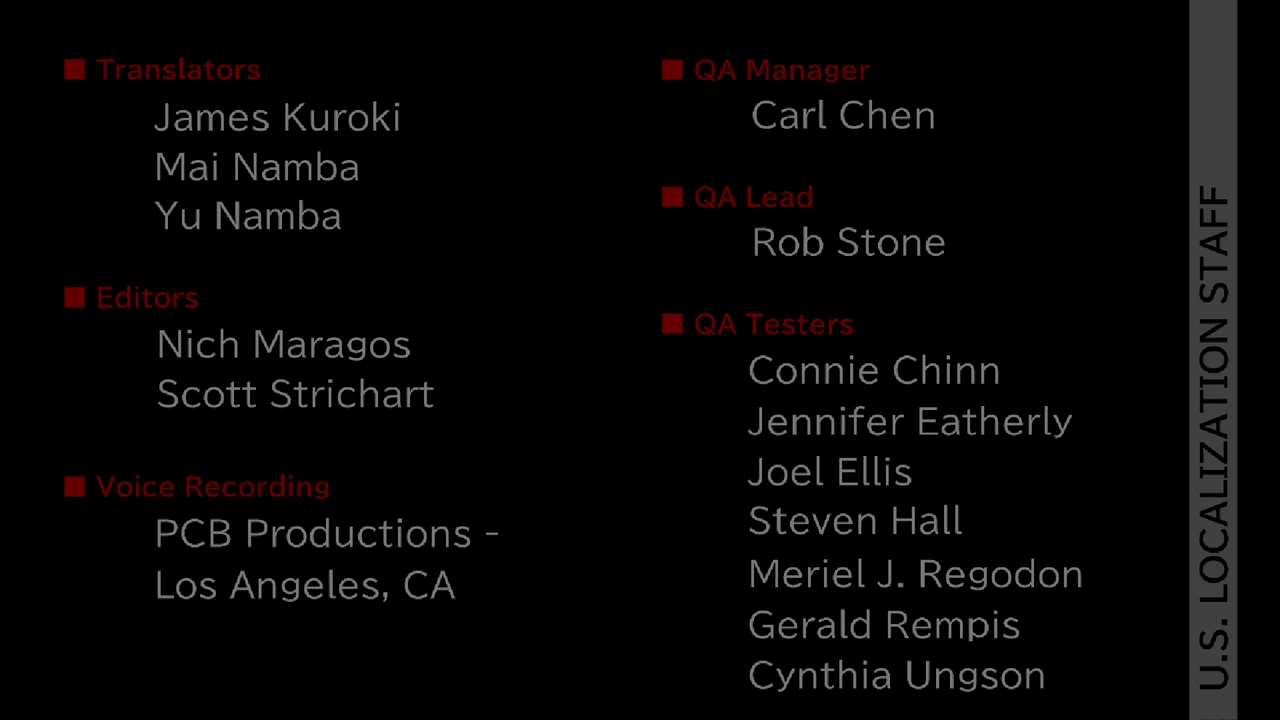 ■ Translators
James Kuroki
Mai Namba
Yu Namba
■ Editors
Nich Maragos
Scott Strichart
■ Voice Recording
PCB Productions -
Los Angeles, CA
■ QA Manager
Carl Chen
■ QA Lead
Rob Stone
■ QA Testers
Connie Chinn
Jennifer Eatherly
Joel Ellis
Steven Hall
Meriel J. Regodon
Gerald Rempis
Cynthia Ungson
U.S. LOCALIZATION STAFF